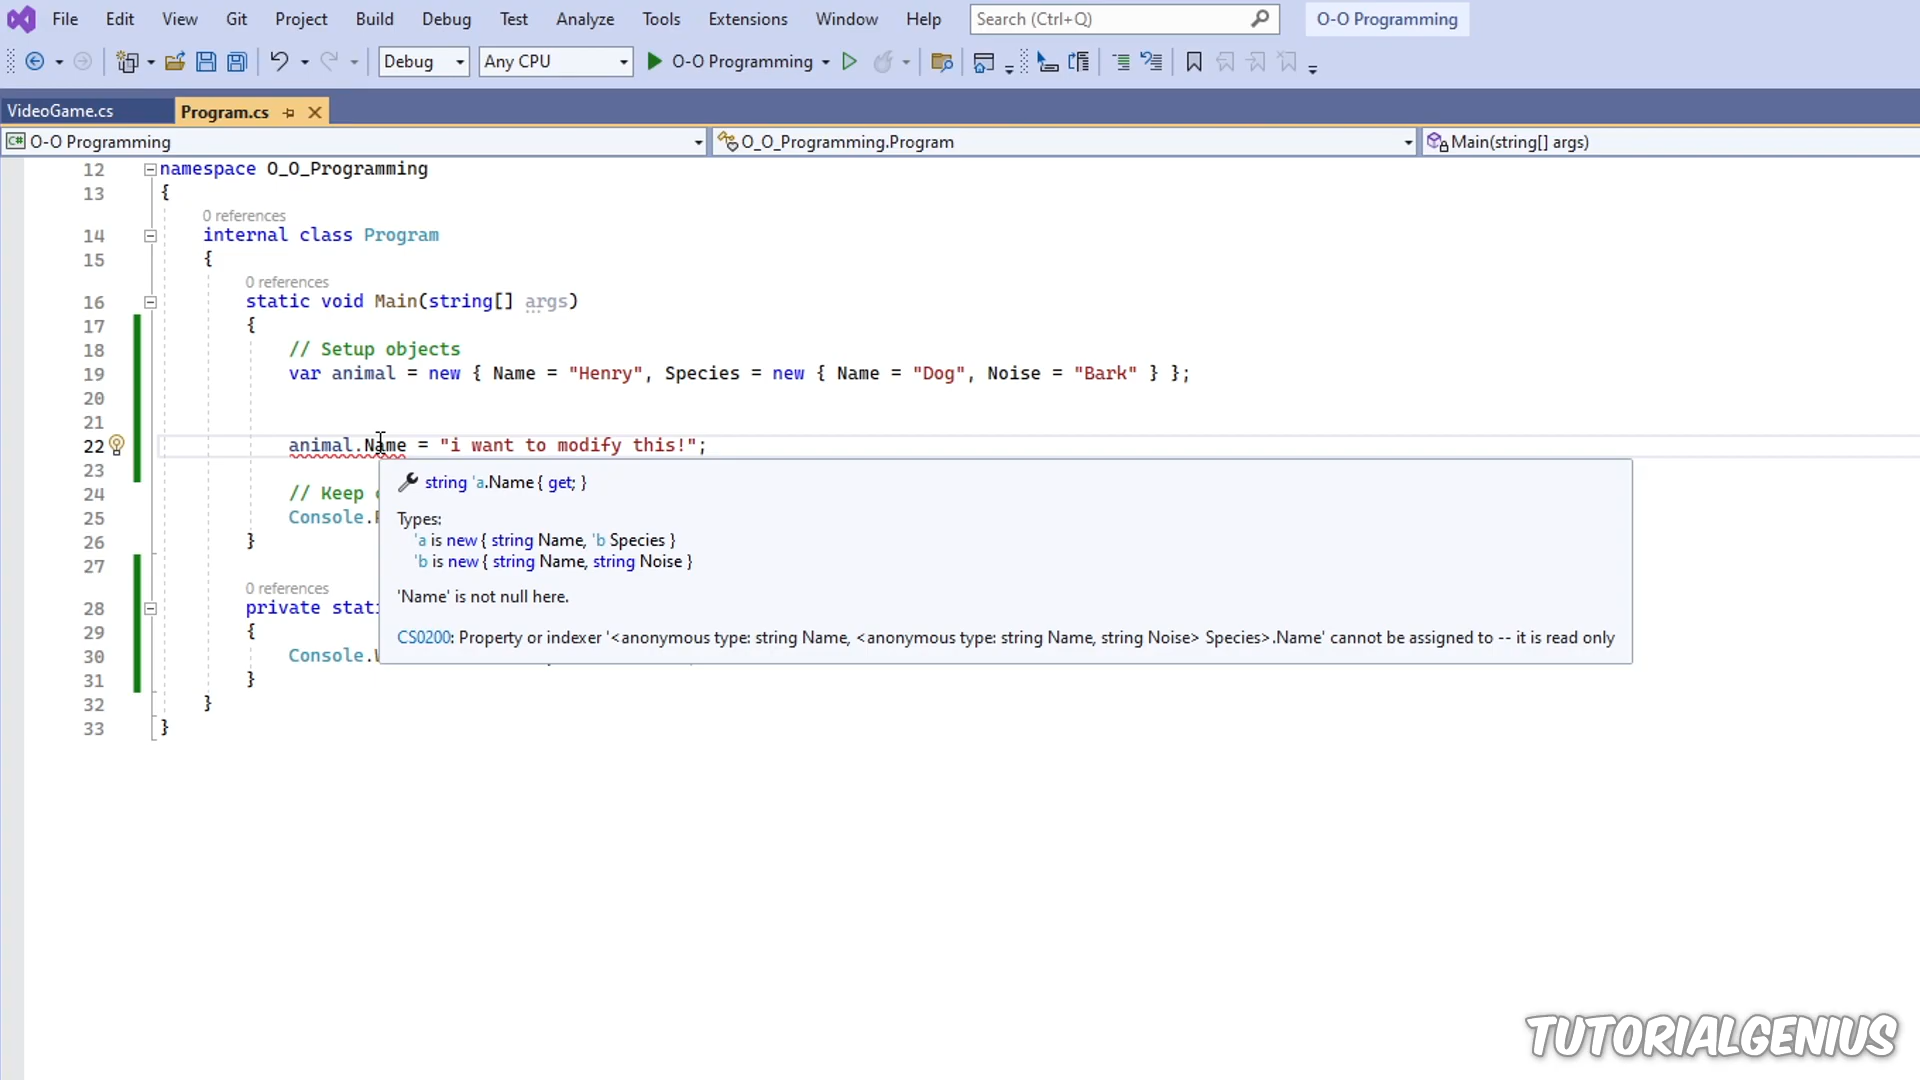 File Edit View Git Project Build Debug Test Analyze Tools Extensions Window Help Search (Ctrl+Q) O-O Programming
Debug Any CPU O-O Programming
VideoGame.cs Program.cs
C# O-O Programming O_O_Programming.Program Main(string[] args)
12 namespace O_O_Programming
13 {
0 references
14 internal class Program
15 {
0 references
16 static void Main(string[] args)
17 {
18 // Setup objects
19 var animal = new { Name = "Henry", Species = new { Name = "Dog", Noise = "Bark" } };
20
21
22 animal.Name = "i want to modify this!";
23
string 'a.Name { get; }
24 // Keep
Types:
25 Console.
'a is new { string Name, 'b Species }
26 }
'b is new { string Name, string Noise }
27
0 references
'Name' is not null here.
28 private stati
29 {
CS0200: Property or indexer '<anonymous type: string Name, <anonymous type: string Name, string Noise> Species>.Name' cannot be assigned to -- it is read only
30 Console.
31 }
32 }
33 }
TUTORIALGENIUS